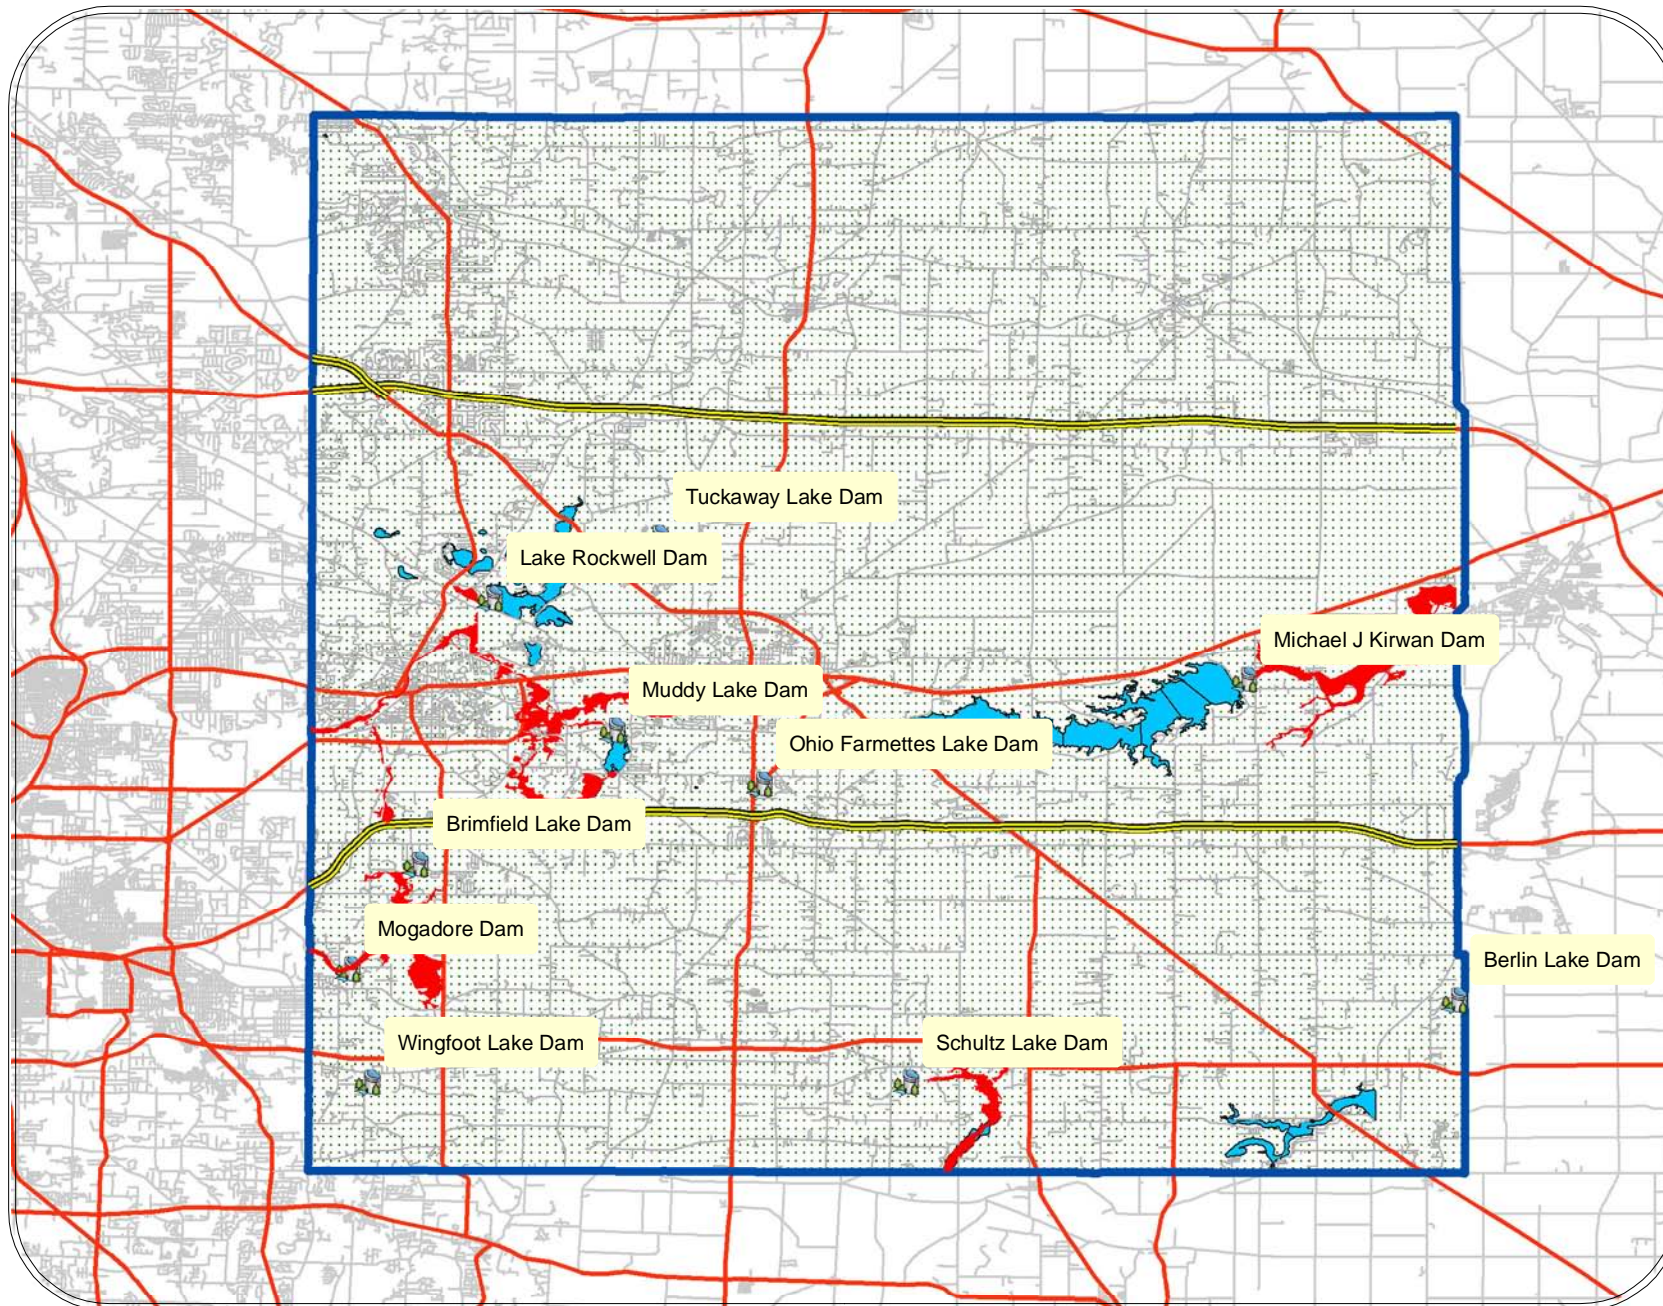 Tuckaway Lake Dam
Lake Rockwell Dam
Michael J Kirwan Dam
Muddy Lake Dam
Ohio Farmettes Lake Dam
Brimfield Lake Dam
Mogadore Dam
Berlin Lake Dam
Wingfoot Lake Dam
Schultz Lake Dam